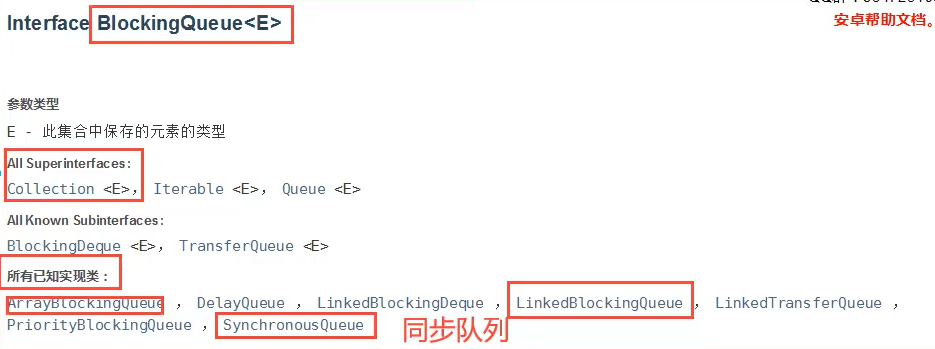 安卓帮助文档。
Interface BlockingQueue<E>
参数类型
E - 此集合中保存的元素的类型
All Superinterfaces:
Collection <E>, Iterable <E>, Queue <E>
All Known Subinterfaces:
BlockingDeque <E>, TransferQueue <E>
所有已知实现类：
ArrayBlockingQueue , DelayQueue , LinkedBlockingDeque , LinkedBlockingQueue , LinkedTransferQueue ,
PriorityBlockingQueue , SynchronousQueue
同步队列